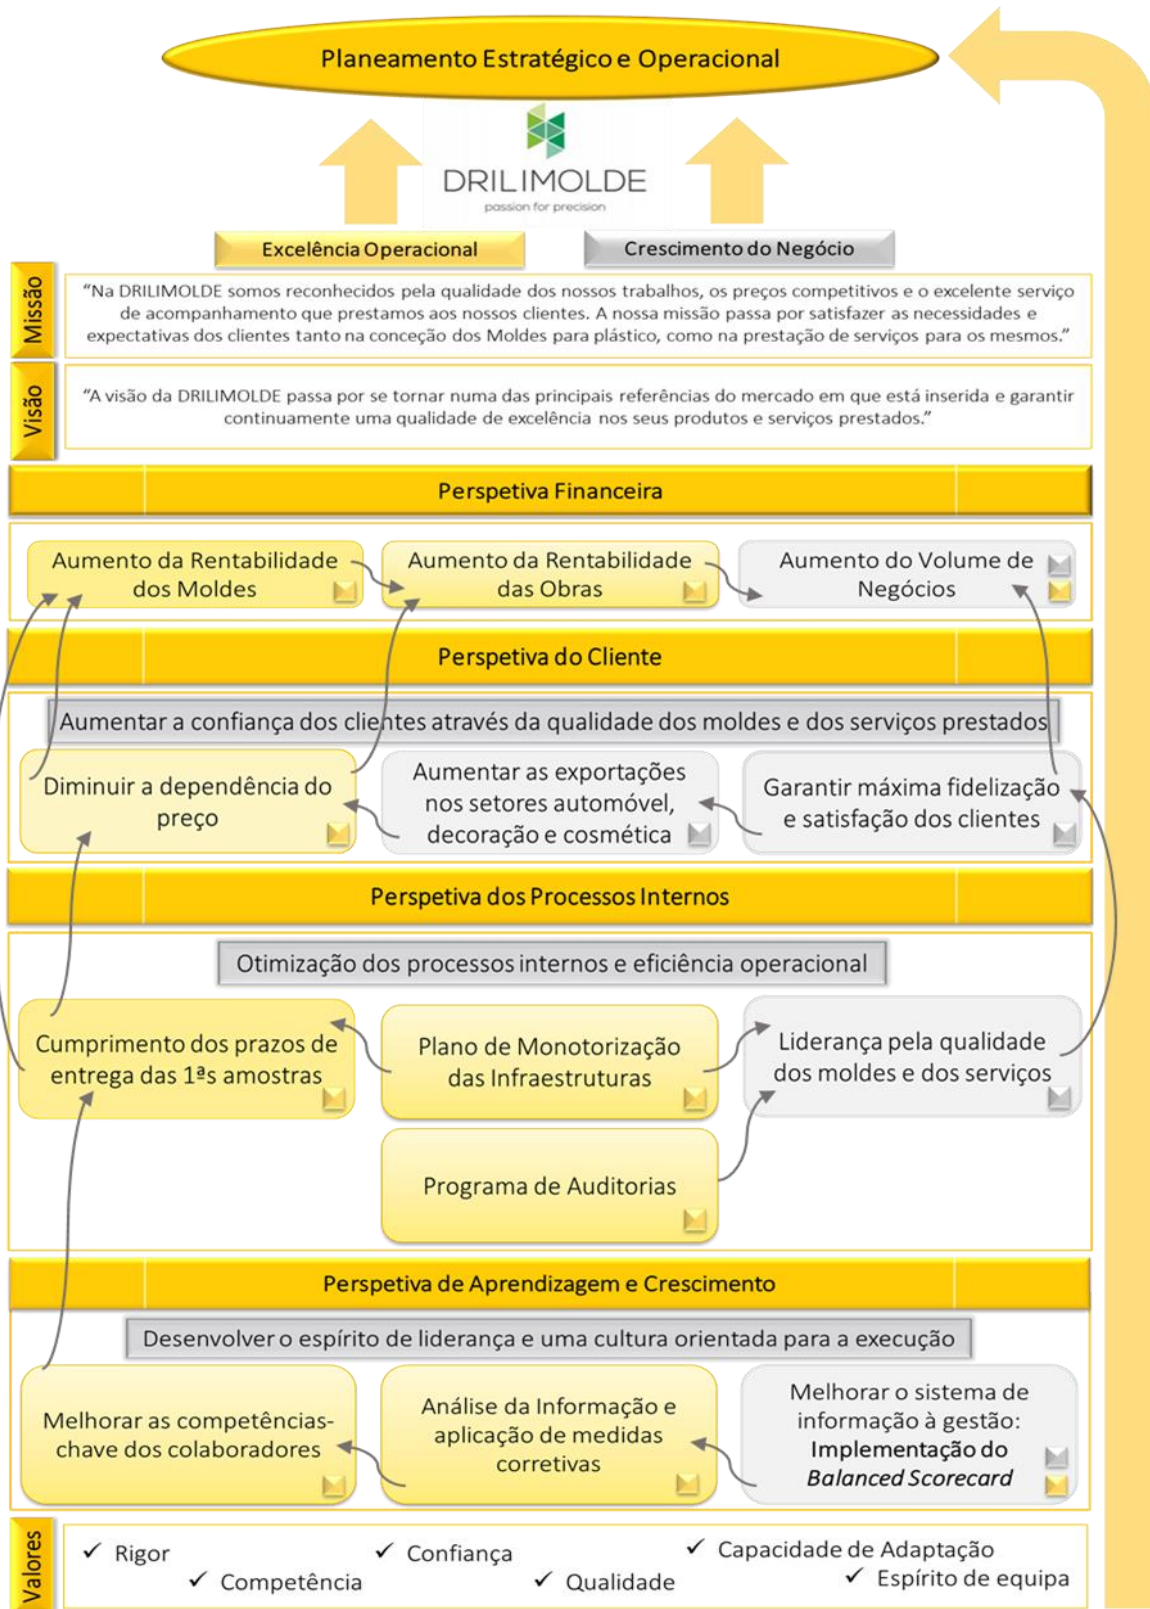 Planeamento Estratégico e Operacional
DRILIMOLDE
passion for precision
Excelência Operacional
Crescimento do Negócio
Missão
“Na DRILIMOLDE somos reconhecidos pela qualidade dos nossos trabalhos, os preços competitivos e o excelente serviço
de acompanhamento que prestamos aos nossos clientes. A nossa missão passa por satisfazer as necessidades e
expectativas dos clientes tanto na conceção dos Moldes para plástico, como na prestação de serviços para os mesmos.”
Visão
“A visão da DRILIMOLDE passa por se tornar numa das principais referências do mercado em que está inserida e garantir
continuamente uma qualidade de excelência nos seus produtos e serviços prestados.”
Perspetiva Financeira
Aumento da Rentabilidade
dos Moldes
Aumento da Rentabilidade
das Obras
Aumento do Volume de
Negócios
Perspetiva do Cliente
Aumentar a confiança dos clientes através da qualidade dos moldes e dos serviços prestados
Diminuir a dependência do
preço
Aumentar as exportações
nos setores automóvel,
decoração e cosmética
Garantir máxima fidelização
e satisfação dos clientes
Perspetiva dos Processos Internos
Otimização dos processos internos e eficiência operacional
Cumprimento dos prazos de
entrega das 1ªs amostras
Plano de Monotorização
das Infraestruturas
Liderança pela qualidade
dos moldes e dos serviços
Programa de Auditorias
Perspetiva de Aprendizagem e Crescimento
Desenvolver o espírito de liderança e uma cultura orientada para a execução
Melhorar as competências-
chave dos colaboradores
Análise da Informação e
aplicação de medidas
corretivas
Melhorar o sistema de
informação à gestão:
Implementação do
Balanced Scorecard
Valores
✓ Rigor
✓ Confiança
✓ Capacidade de Adaptação
✓ Competência
✓ Qualidade
✓ Espírito de equipa